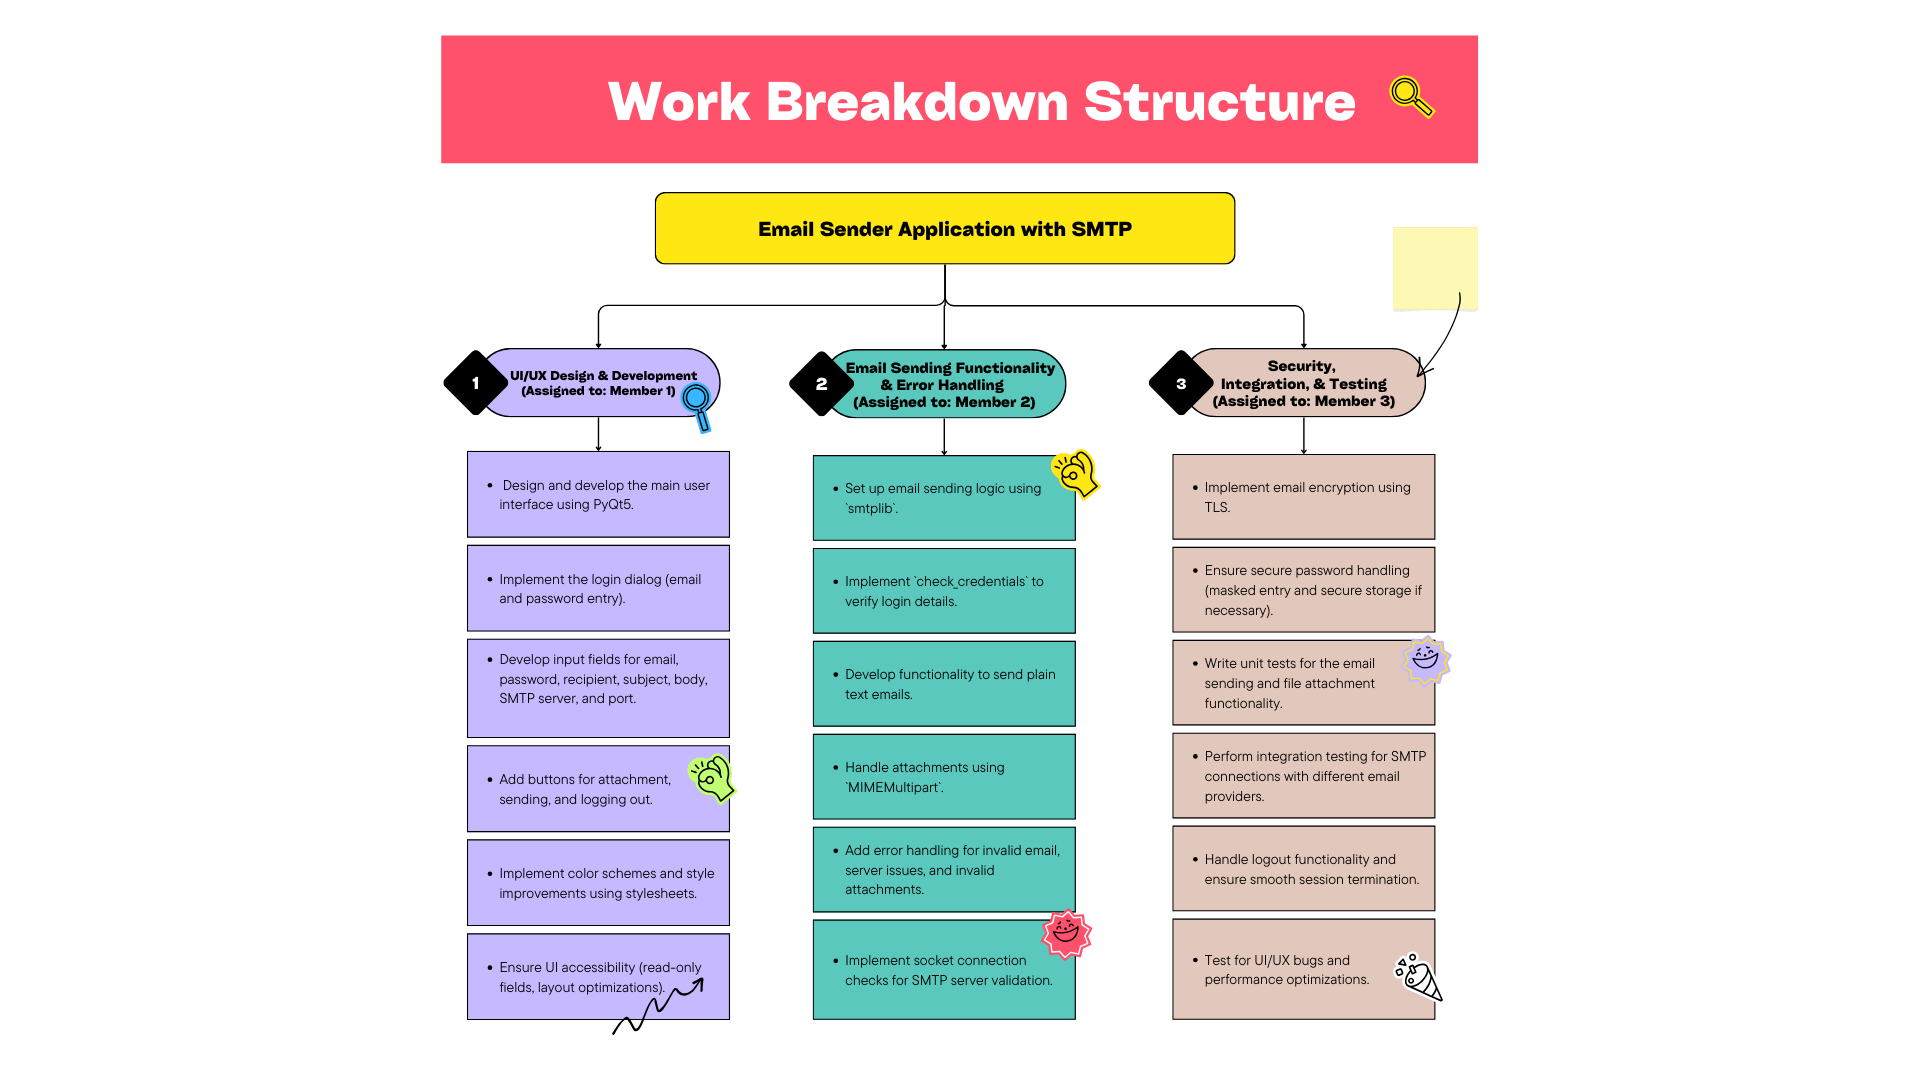 Work Breakdown Structure
Email Sender Application with SMTP
1
UI/UX Design & Development
(Assigned to: Member 1)
• Design and develop the main user
interface using PyQt5.
• Implement the login dialog (email
and password entry).
• Develop input fields for email,
password, recipient, subject, body,
SMTP server, and port.
• Add buttons for attachment,
sending, and logging out.
• Implement color schemes and style
improvements using stylesheets.
• Ensure UI accessibility (read-only
fields, layout optimizations).
2
Email Sending Functionality
& Error Handling
(Assigned to: Member 2)
• Set up email sending logic using
`smtplib`.
• Implement `check_credentials` to
verify login details.
• Develop functionality to send plain
text emails.
• Handle attachments using
`MIMEMultipart`.
• Add error handling for invalid email,
server issues, and invalid
attachments.
• Implement socket connection
checks for SMTP server validation.
3
Security,
Integration, & Testing
(Assigned to: Member 3)
• Implement email encryption using
TLS.
• Ensure secure password handling
(masked entry and secure storage if
necessary).
• Write unit tests for the email
sending and file attachment
functionality.
• Perform integration testing for SMTP
connections with different email
providers.
• Handle logout functionality and
ensure smooth session termination.
• Test for UI/UX bugs and
performance optimizations.